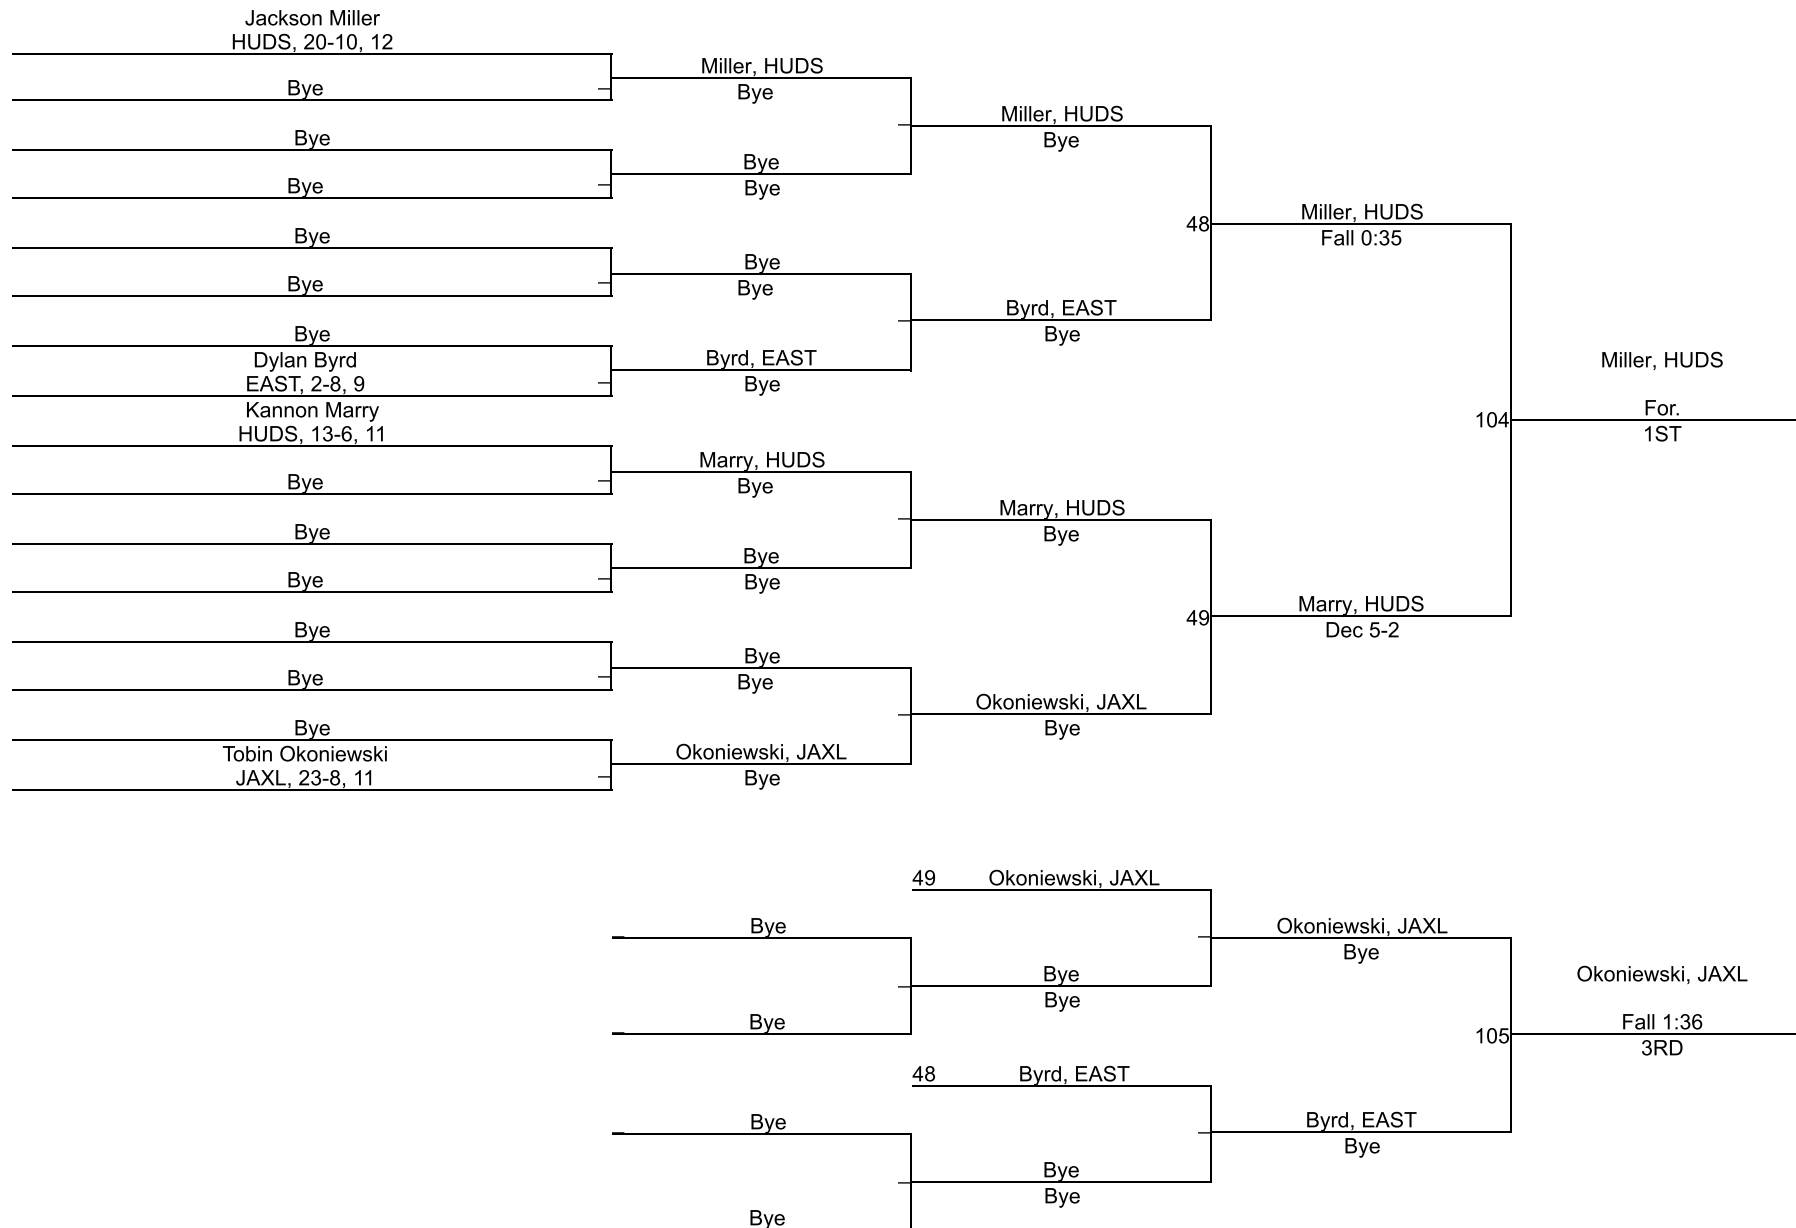 Jackson Miller
HUDS, 20-10, 12
Bye
Bye
Bye
Bye
Bye
Bye
Dylan Byrd
EAST, 2-8, 9
Kannon Marry
HUDS, 13-6, 11
Bye
Bye
Bye
Bye
Bye
Bye
Tobin Okoniewski
JAXL, 23-8, 11
Miller, HUDS
Bye
Bye
Bye
Bye
Bye
Byrd, EAST
Bye
Marry, HUDS
Bye
Bye
Bye
Bye
Bye
Okoniewski, JAXL
Bye
Miller, HUDS
Bye
Byrd, EAST
Bye
Marry, HUDS
Bye
Okoniewski, JAXL
Bye
48
Miller, HUDS
Fall 0:35
49
Marry, HUDS
Dec 5-2
104
Miller, HUDS
For.
1ST
Bye
Bye
Bye
Bye
49 Okoniewski, JAXL
Bye
Bye
48 Byrd, EAST
Bye
Bye
Okoniewski, JAXL
Bye
Byrd, EAST
Bye
105
Okoniewski, JAXL
Fall 1:36
3RD